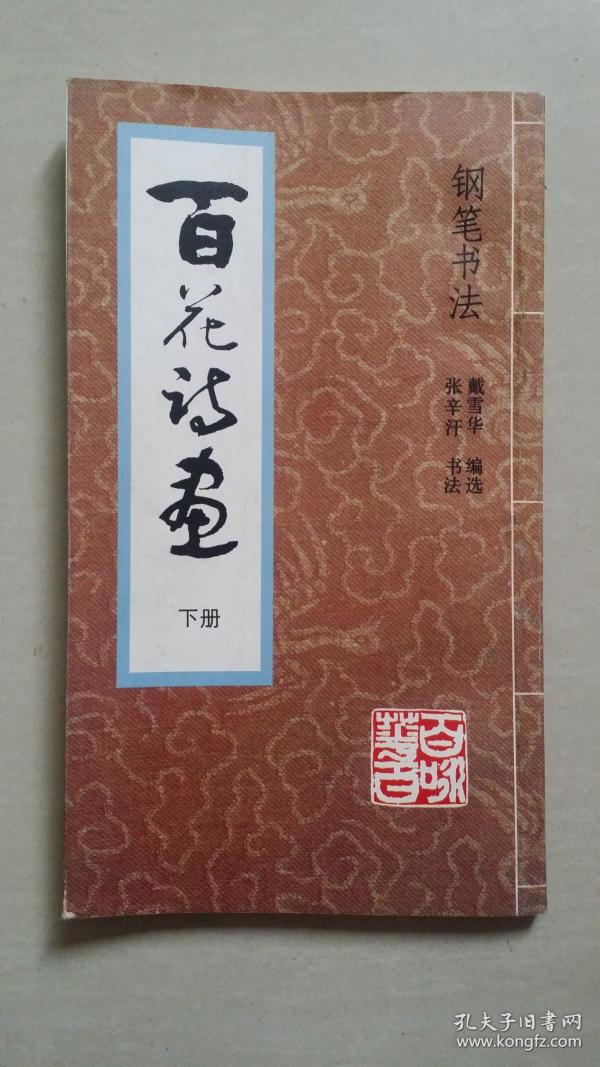 钢笔书法
戴雪华 编选
张辛汗 书法
百花诗画
下册
孔夫子旧书网
www.kongfz.com